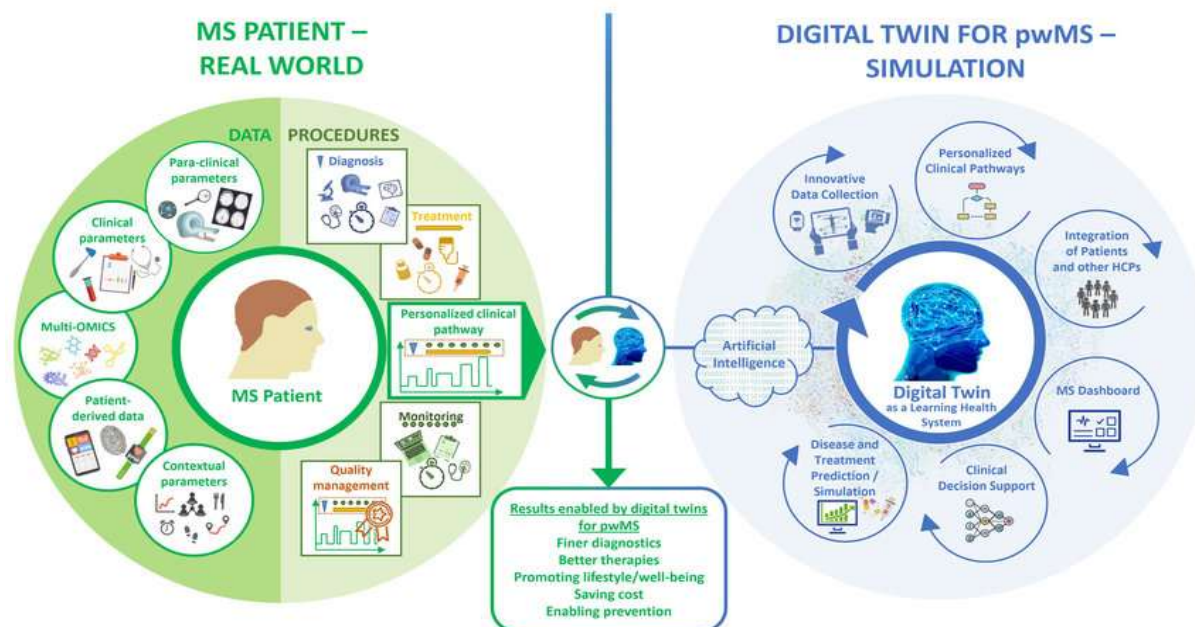 MS PATIENT –
REAL WORLD
DIGITAL TWIN FOR pwMS –
SIMULATION
DATA
PROCEDURES
Para-clinical
parameters
Clinical
parameters
Multi-OMICS
Patient-
derived data
Contextual
parameters
MS Patient
Diagnosis
Treatment
Personalized clinical
pathway
Monitoring
Quality
management
Artificial
Intelligence
Results enabled by digital twins
for pwMS
Finer diagnostics
Better therapies
Promoting lifestyle/well-being
Saving cost
Enabling prevention
Innovative
Data Collection
Personalized
Clinical Pathways
Integration
of Patients
and other HCPs
MS Dashboard
Clinical
Decision Support
Disease and
Treatment
Prediction /
Simulation
Digital Twin
as a Learning Health
System